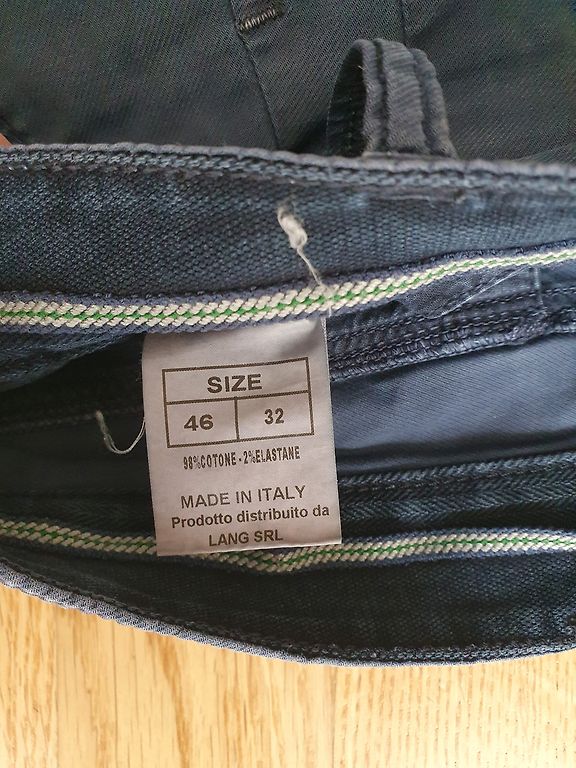 SIZE
46 32
98%COTONE-2%ELASTANE
MADE IN ITALY
Prodotto distribuito da
LANG SRL